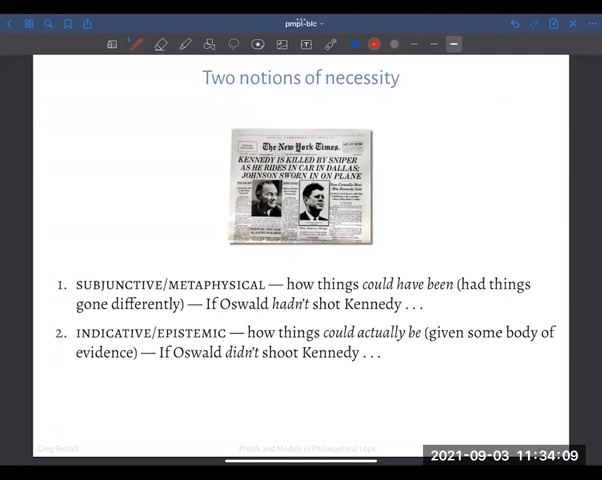 pmpl-blc
Two notions of necessity
The New York Times.
KENNEDY IS KILLED BY SNIPER
AS HE RIDES IN CAR IN DALLAS;
JOHNSON SWORN IN ON PLANE
1. SUBJUNCTIVE/METAPHYSICAL — how things could have been (had things
gone differently) — If Oswald hadn't shot Kennedy . . .
2. INDICATIVE/EPISTEMIC — how things could actually be (given some body of
evidence) — If Oswald didn't shoot Kennedy . . .
Greg Restall
Proofs and Models in Philosophical Logic
2021-09-03 11:34:09